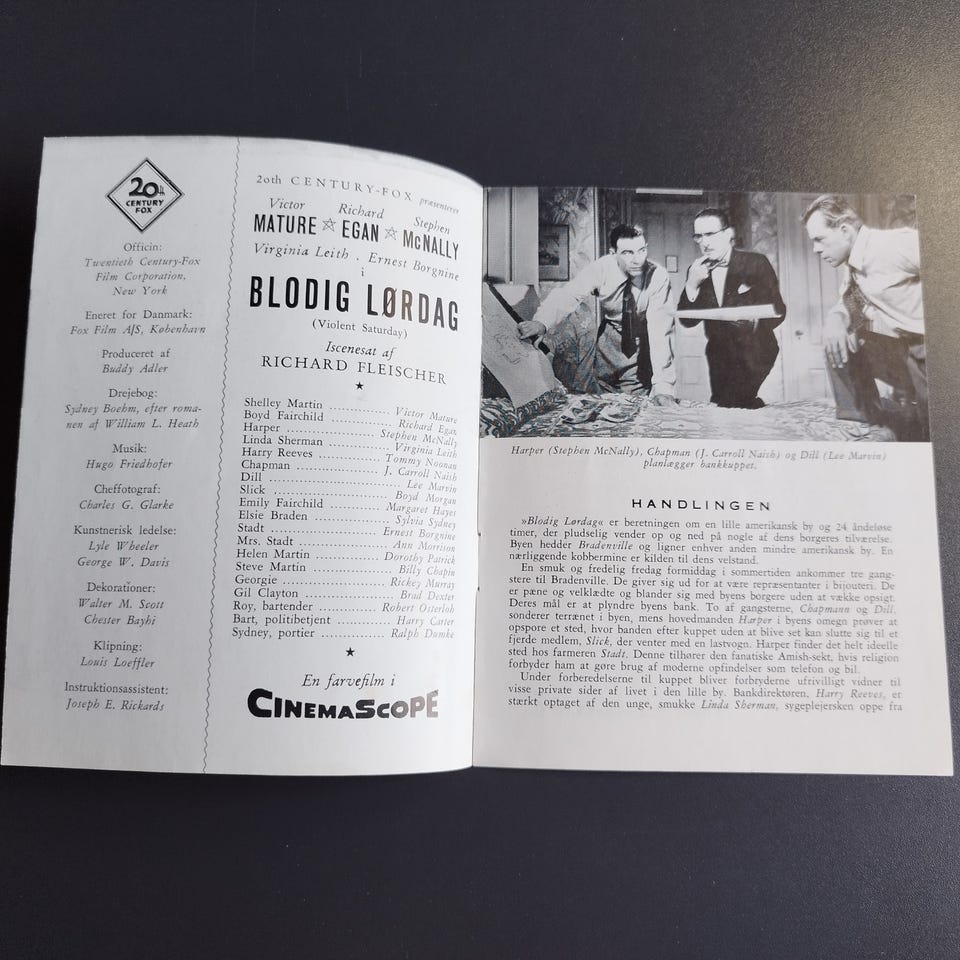 20th
CENTURY
FOX
Officin:
Twentieth Century-Fox
Film Corporation,
New York
Eneret for Danmark:
Fox Film A/S, København
Produceret af
Buddy Adler
Drejebog:
Sydney Boehm, efter roma-
nen af William L. Heath
Musik:
Hugo Friedhofer
Cheffotograf:
Charles G. Glarke
Kunstnerisk ledelse:
Lyle Wheeler
George W. Davis
Dekorationer:
Walter M. Scott
Chester Bayhi
Klipning:
Louis Loeffler
Instruktionsassistent:
Joseph E. Rickards
20th CENTURY-FOX præsenterer
Victor Richard Stephen
MATURE ☆ EGAN ☆ McNALLY
Virginia Leith . Ernest Borgnine
i
BLODIG LØRDAG
(Violent Saturday)
Iscenesat af
RICHARD FLEISCHER
★
Shelley Martin .............. Victor Mature
Boyd Fairchild .............. Richard Egan
Harper .............. Stephen McNally
Linda Sherman .............. Virginia Leith
Harry Reeves .............. Tommy Noonan
Chapman .............. J. Carroll Naish
Dill .............. Lee Marvin
Slick .............. Boyd Morgan
Emily Fairchild .............. Margaret Hayes
Elsie Braden .............. Sylvia Sydney
Stadt .............. Ernest Borgnine
Mrs. Stadt .............. Ann Morrison
Helen Martin .............. Dorothy Patrick
Steve Martin .............. Billy Chapin
Georgie .............. Rickey Murray
Gil Clayton .............. Brad Dexter
Roy, bartender .............. Robert Osterloh
Bart, politibetjent .............. Harry Carter
Sydney, portier .............. Ralph Dumke
★
En farvefilm i
CINEMASCOPE
Harper (Stephen McNally), Chapman (J. Carroll Naish) og Dill (Lee Marvin)
planlægger bankkuppet.
HANDLINGEN
»Blodig Lørdag« er beretningen om en lille amerikansk by og 24 åndeløse
timer, der pludselig vender op og ned på nogle af dens borgeres tilværelse.
Byen hedder Bradenville og ligner enhver anden mindre amerikansk by. En
nærliggende kobbermine er kilden til dens velstand.
En smuk og fredelig fredag formiddag i sommertiden ankommer tre gang-
stere til Bradenville. De giver sig ud for at være repræsentanter i bijouteri. De
er pæne og velklædte og blander sig med byens borgere uden at vække opsigt.
Deres mål er at plyndre byens bank. To af gangsterne, Chapmann og Dill,
sonderer terrænet i byen, mens hovedmanden Harper i byens omegn prøver at
opspore et sted, hvor banden efter kuppet uden at blive set kan slutte sig til et
fjerde medlem, Slick, der venter med en lastvogn. Harper finder det helt ideelle
sted hos farmeren Stadt. Denne tilhører den fanatiske Amish-sekt, hvis religion
forbyder ham at gøre brug af moderne opfindelser som telefon og bil.
Under forberedelserne til kuppet bliver forbryderne ufrivilligt vidner til
visse private sider af livet i den lille by. Bankdirektøren, Harry Reeves, er
stærkt optaget af den unge, smukke Linda Sherman, sygeplejersken oppe fra